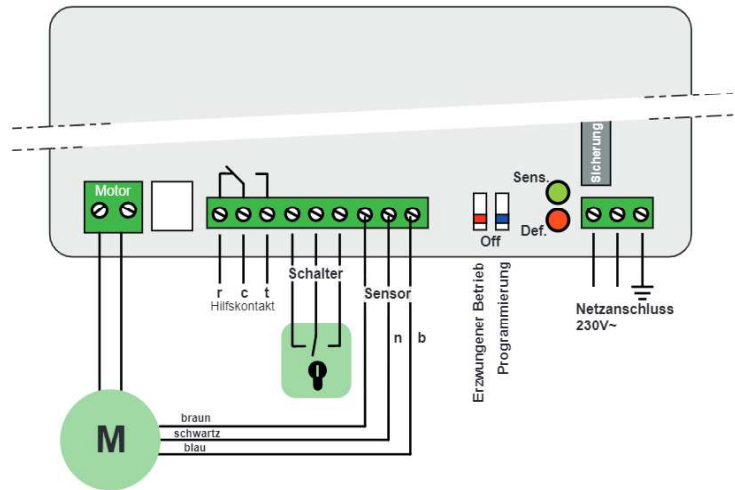 Motor
Sicherung
Sens.
Def.
Off
r c t
Hilfskontakt
Schalter
Sensor
n b
Erzwungener Betrieb
Programmierung
Netzanschluss
230V~
M
braun
schwartz
blau